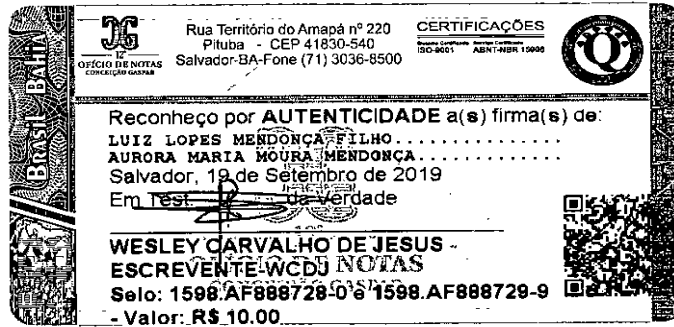 BRASIL BAHIA
12º
OFÍCIO DE NOTAS
CONCEIÇÃO GASPAR
Rua Território do Amapá nº 220
Pituba - CEP 41830-540
Salvador-BA-Fone (71) 3036-8500
CERTIFICAÇÕES
ISO-9001 ABNT-NBR 15906
Q
Reconheço por AUTENTICIDADE a(s) firma(s) de:
LUIZ LOPES MENDONÇA FILHO...............
AURORA MARIA MOURA MENDONÇA.............
Salvador, 19 de Setembro de 2019
Em Test. da Verdade
WESLEY CARVALHO DE JESUS -
ESCREVENTE-WCDJ
NOTAS
Selo: 1598.AF888728-0 e 1598.AF888729-9
- Valor: R$ 10.00